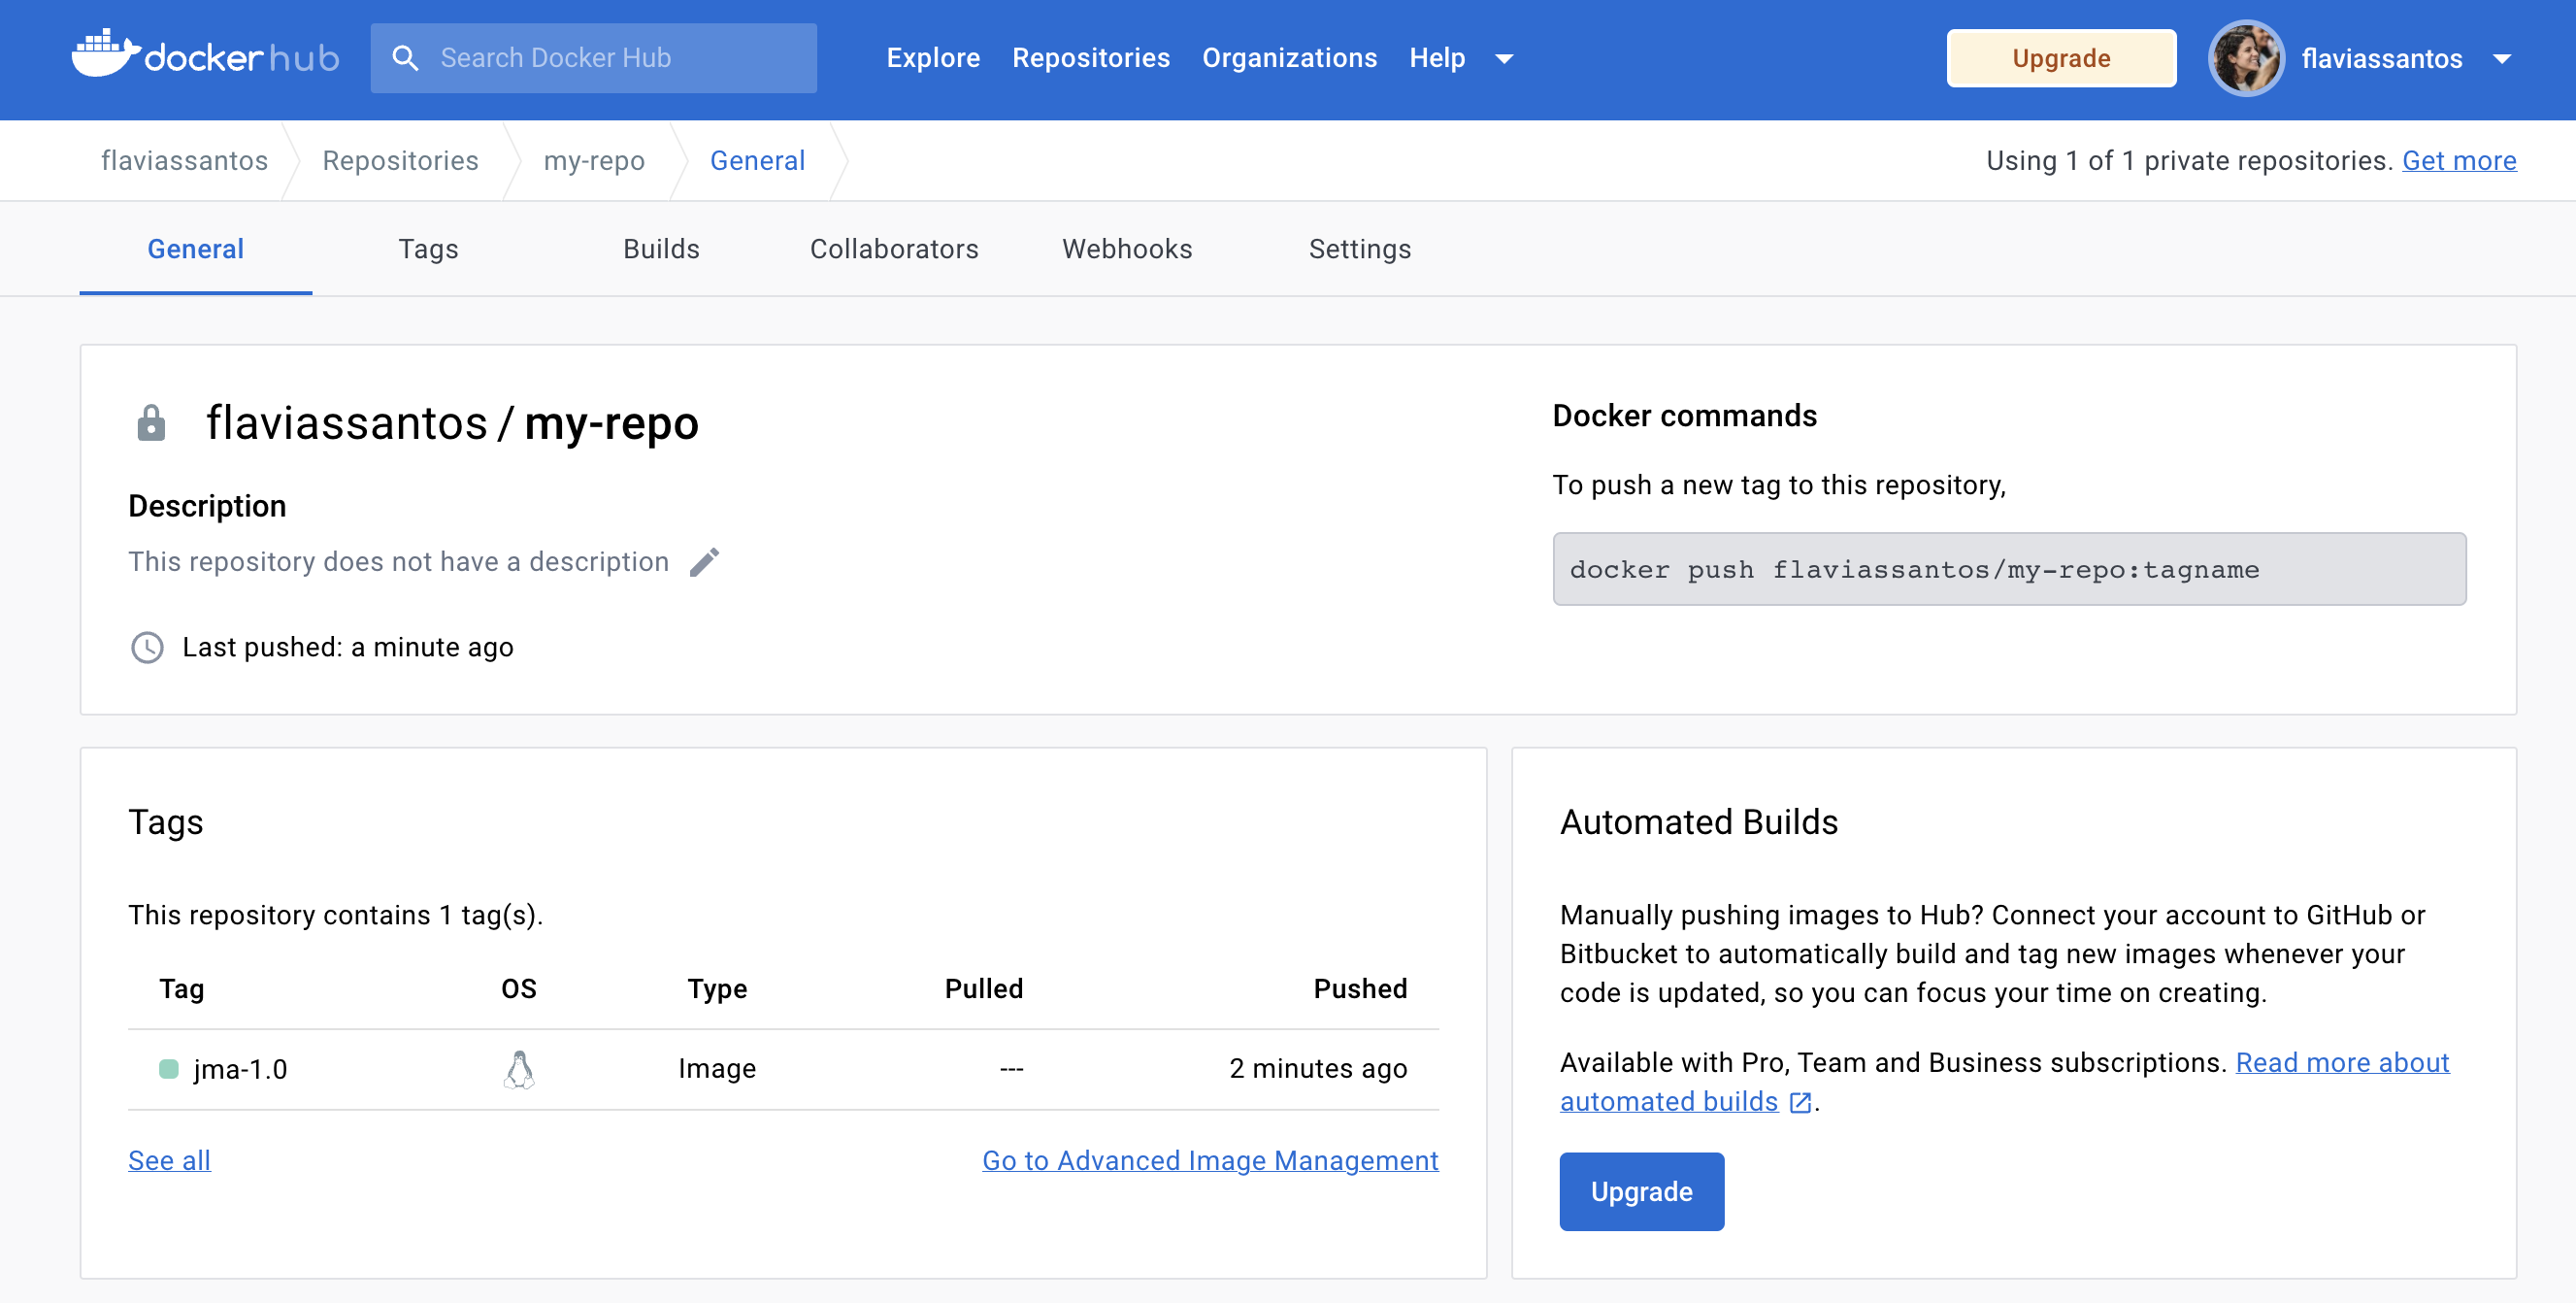 docker hub
Search Docker Hub
Explore Repositories Organizations Help
Upgrade
flaviassantos
flaviassantos Repositories my-repo General
Using 1 of 1 private repositories. Get more
General Tags Builds Collaborators Webhooks Settings
flaviassantos / my-repo
Description
This repository does not have a description
Last pushed: a minute ago
Docker commands
To push a new tag to this repository,
docker push flaviassantos/my-repo:tagname
Tags
This repository contains 1 tag(s).
Tag OS Type Pulled Pushed
jma-1.0 Image --- 2 minutes ago
See all
Go to Advanced Image Management
Automated Builds
Manually pushing images to Hub? Connect your account to GitHub or
Bitbucket to automatically build and tag new images whenever your
code is updated, so you can focus your time on creating.
Available with Pro, Team and Business subscriptions. Read more about
automated builds .
Upgrade